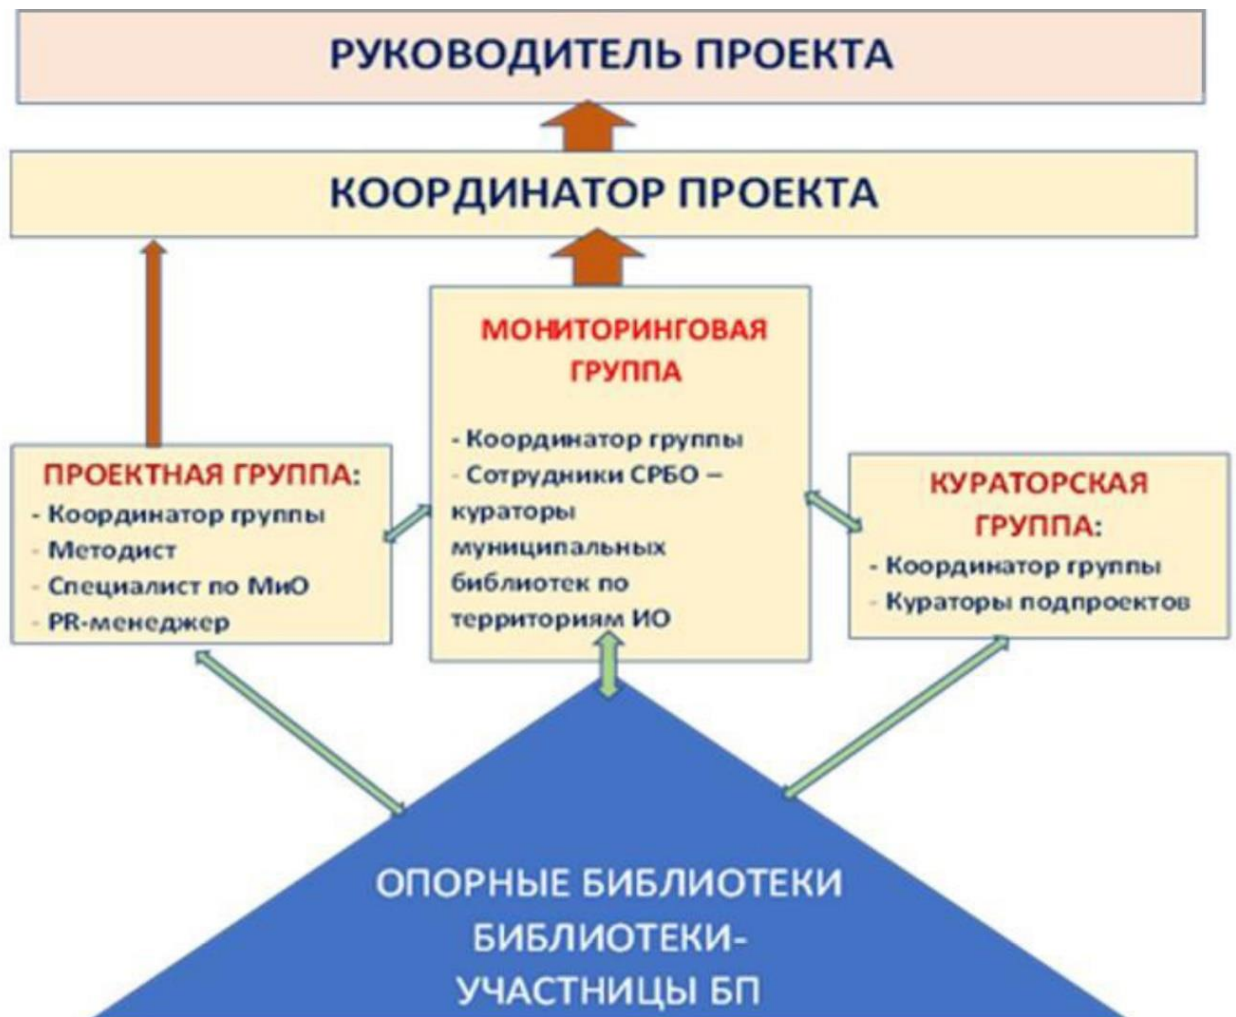 РУКОВОДИТЕЛЬ ПРОЕКТА
КООРДИНАТОР ПРОЕКТА
МОНИТОРИНГОВАЯ
ГРУППА
- Координатор группы
- Сотрудники СРБО –
кураторы
муниципальных
библиотек по
территориям ИО
ПРОЕКТНАЯ ГРУППА:
- Координатор группы
- Методист
- Специалист по МиО
- PR-менеджер
КУРАТОРСКАЯ
ГРУППА:
- Координатор группы
- Кураторы подпроектов
ОПОРНЫЕ БИБЛИОТЕКИ
БИБЛИОТЕКИ-
УЧАСТНИЦЫ БП